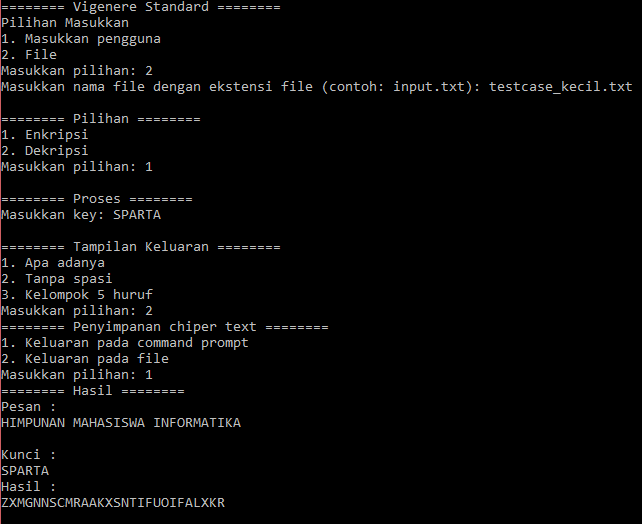 ======== Vigenere Standard ========
Pilihan Masukkan
1. Masukkan pengguna
2. File
Masukkan pilihan: 2
Masukkan nama file dengan ekstensi file (contoh: input.txt): testcase_kecil.txt
======== Pilihan ========
1. Enkripsi
2. Dekripsi
Masukkan pilihan: 1
======== Proses ========
Masukkan key: SPARTA
======== Tampilan Keluaran ========
1. Apa adanya
2. Tanpa spasi
3. Kelompok 5 huruf
Masukkan pilihan: 2
======== Penyimpanan chiper text ========
1. Keluaran pada command prompt
2. Keluaran pada file
Masukkan pilihan: 1
======== Hasil ========
Pesan :
HIMPUNAN MAHASISWA INFORMATIKA
Kunci :
SPARTA
Hasil :
ZXMGNNSCMRAAKXSNTIFUOIFALXKR